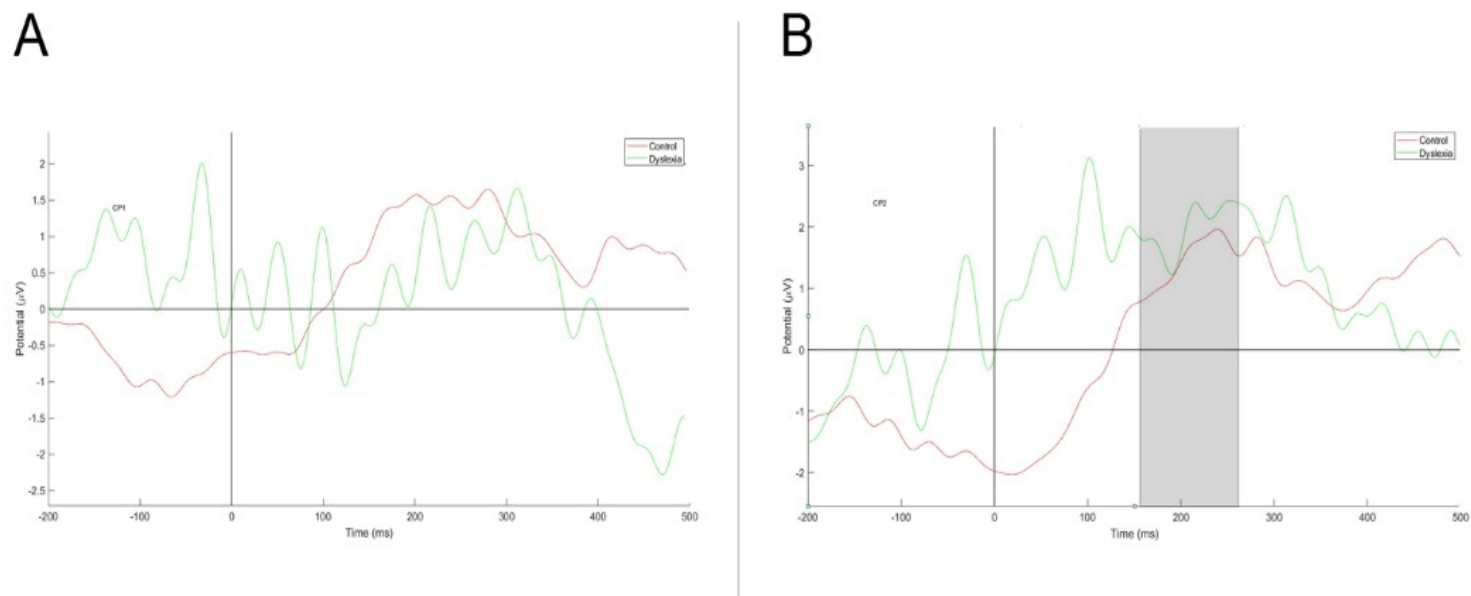 A
B
Control
Dyslexia
CP1
Potential (μV)
2
1.5
1
0.5
0
-0.5
-1
-1.5
-2
-2.5
-200
-100
0
100
200
300
400
500
Time (ms)
Control
Dyslexia
CP2
Potential (μV)
3
2
1
0
-1
-2
-200
-100
0
100
200
300
400
500
Time (ms)